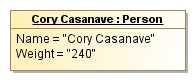 Cory Casanave : Person
Name = "Cory Casanave"
Weight = "240"